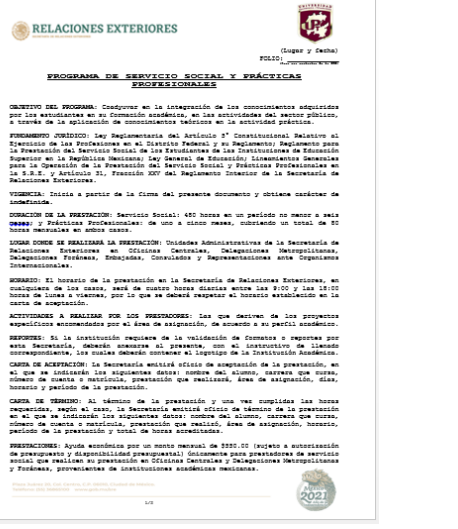 RELACIONES EXTERIORES
(Lugar y fecha)
FOLIO:
PROGRAMA DE SERVICIO SOCIAL Y PRÁCTICAS
PROFESIONALES
OBJETIVO DEL PROGRAMA: Coadyuvar en la integración de los conocimientos adquiridos
por los estudiantes en su formación académica, en las actividades del sector público,
a través de la aplicación de conocimientos teóricos en la actividad práctica.
FUNDAMENTO JURÍDICO: Ley Reglamentaria del Artículo 5° Constitucional Relativo al
Ejercicio de las Profesiones en el Distrito Federal y su Reglamento; Reglamento para
la Prestación del Servicio Social de los Estudiantes de las Instituciones de Educación
Superior en la República Mexicana; Ley General de Educación; Lineamientos Generales
para la Operación de la Prestación del Servicio Social y Prácticas Profesionales en
la S.R.E. y Artículo 31, Fracción XXV del Reglamento Interior de la Secretaría de
Relaciones Exteriores.
VIGENCIA: Inicia a partir de la firma del presente documento y obtiene carácter de
indefinida.
DURACIÓN DE LA PRESTACIÓN: Servicio Social: 480 horas en un período no menor a seis
meses; y Prácticas Profesionales: de uno a cinco meses, cubriendo un total de 80
horas mensuales en ambos casos.
LUGAR DONDE SE REALIZARÁ LA PRESTACIÓN: Unidades Administrativas de la Secretaría de
Relaciones Exteriores en Oficinas Centrales, Delegaciones Metropolitanas,
Delegaciones Foráneas, Embajadas, Consulados y Representaciones ante Organismos
Internacionales.
HORARIO: El horario de la prestación en la Secretaría de Relaciones Exteriores, en
cualquiera de los casos, será de cuatro horas diarias entre las 9:00 y las 18:00
horas de lunes a viernes, por lo que se deberá respetar el horario establecido en la
carta de aceptación.
ACTIVIDADES A REALIZAR POR LOS PRESTADORES: Las que deriven de los proyectos
específicos encomendados por el área de asignación, de acuerdo a su perfil académico.
REPORTES: Si la institución requiere de la validación de formatos o reportes por
esta Secretaría, deberán anexarse al presente, con el instructivo de llenado
correspondiente, los cuales deberán contener el logotipo de la Institución Académica.
CARTA DE ACEPTACIÓN: La Secretaría emitirá oficio de aceptación de la prestación, en
el que se indicarán los siguientes datos: nombre del alumno, carrera que cursa,
número de cuenta o matrícula, prestación que realizará, área de asignación, días,
horario y período de la prestación.
CARTA DE TÉRMINO: Al término de la prestación y una vez cumplidas las horas
requeridas, según el caso, la Secretaría emitirá oficio de término de la prestación
en el que se indicarán los siguientes datos: nombre del alumno, carrera que cursa,
número de cuenta o matrícula, prestación que realizó, área de asignación, horario,
período de la prestación y total de horas acreditadas.
PRESTACIONES: Ayuda económica por un monto mensual de $550.00 (sujeto a autorización
de presupuesto y disponibilidad presupuestal) únicamente para prestadores de servicio
social que realicen su prestación en Oficinas Centrales y Delegaciones Metropolitanas
y Foráneas, provenientes de instituciones académicas mexicanas.
2021